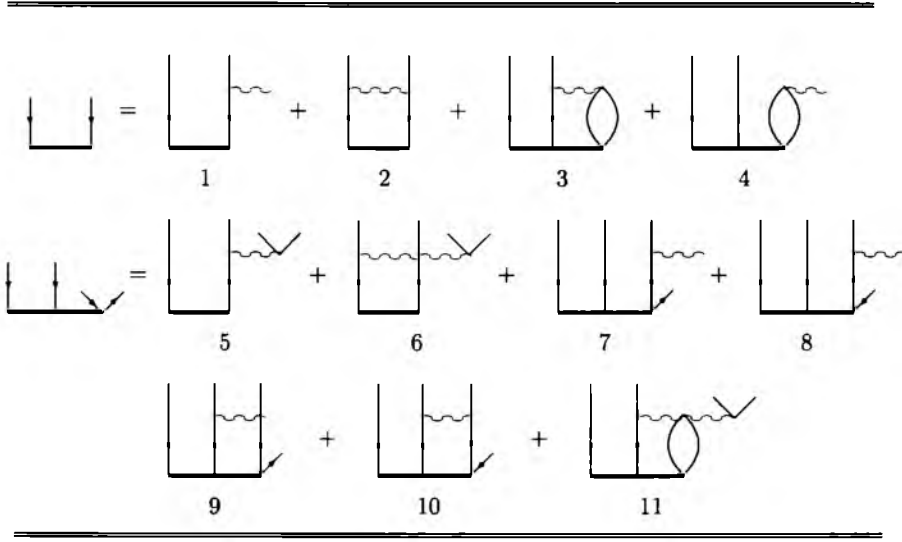 = + + +
1 2 3 4
= + + +
5 6 7 8
+ +
9 10 11